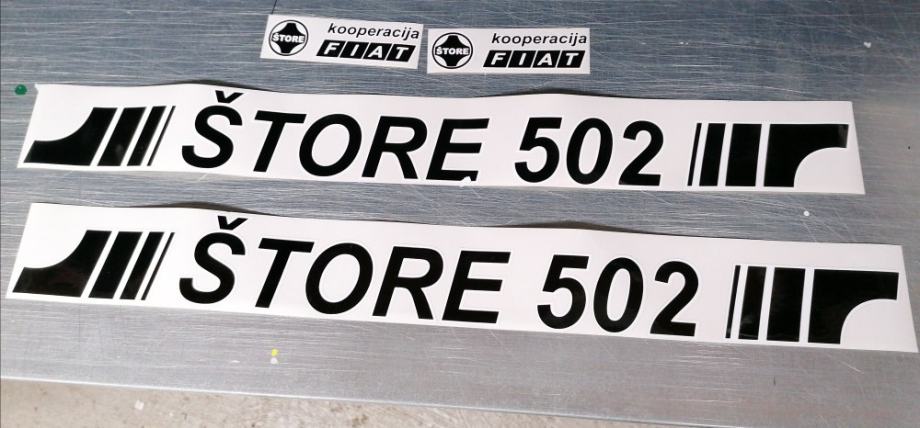 ŠTORE kooperacija
FIAT
ŠTORE kooperacija
FIAT
ŠTORE 502
ŠTORE 502